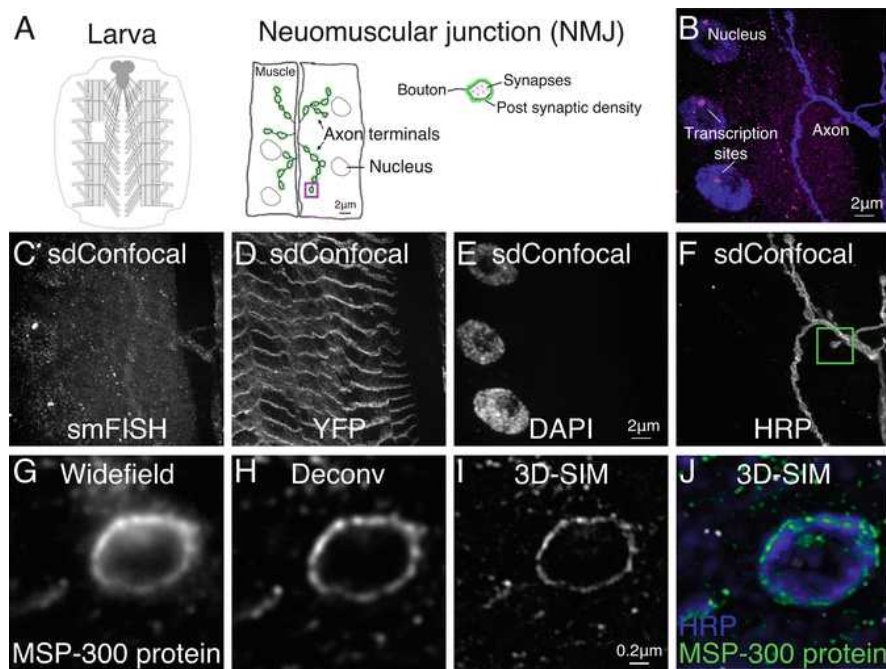 A
Larva
Neuomuscular junction (NMJ)
Muscle
Axon terminals
Nucleus
2μm
Bouton
Synapses
Post synaptic density
B
Nucleus
Transcription
sites
Axon
2μm
C'
sdConfocal
smFISH
D
sdConfocal
YFP
E
sdConfocal
DAPI
2μm
F
sdConfocal
HRP
G
Widefield
MSP-300 protein
H
Deconv
I
3D-SIM
0.2μm
J
3D-SIM
HRP
MSP-300 protein